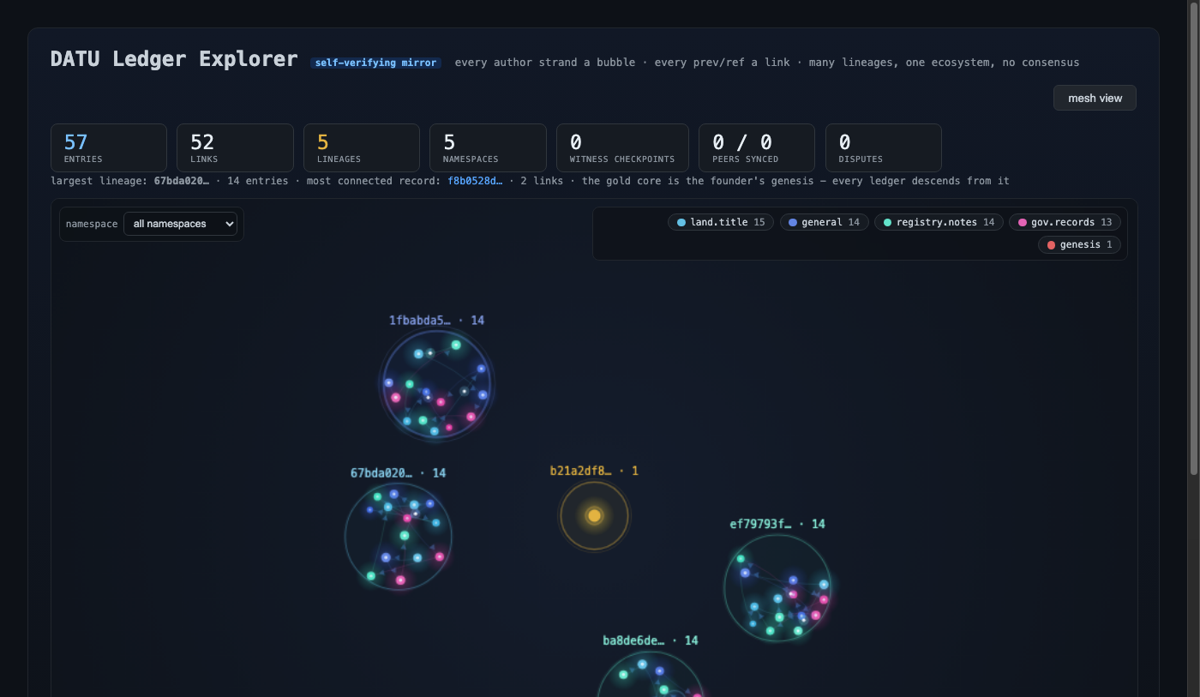 DATU Ledger Explorer self-verifying mirror every author strand a bubble · every prev/ref a link · many lineages, one ecosystem, no consensus
mesh view
57 52 5 5 0 0 / 0 0
ENTRIES LINKS LINEAGES NAMESPACES WITNESS CHECKPOINTS PEERS SYNCED DISPUTES
largest lineage: 67bda020… · 14 entries · most connected record: f8b0528d… · 2 links · the gold core is the founder's genesis — every ledger descends from it
namespace all namespaces land.title 15 general 14 registry.notes 14 gov.records 13
genesis 1
1fbabda5… · 14
67bda020… · 14 b21a2df8… · 1
ef79793f… · 14
ba8de6de… · 14